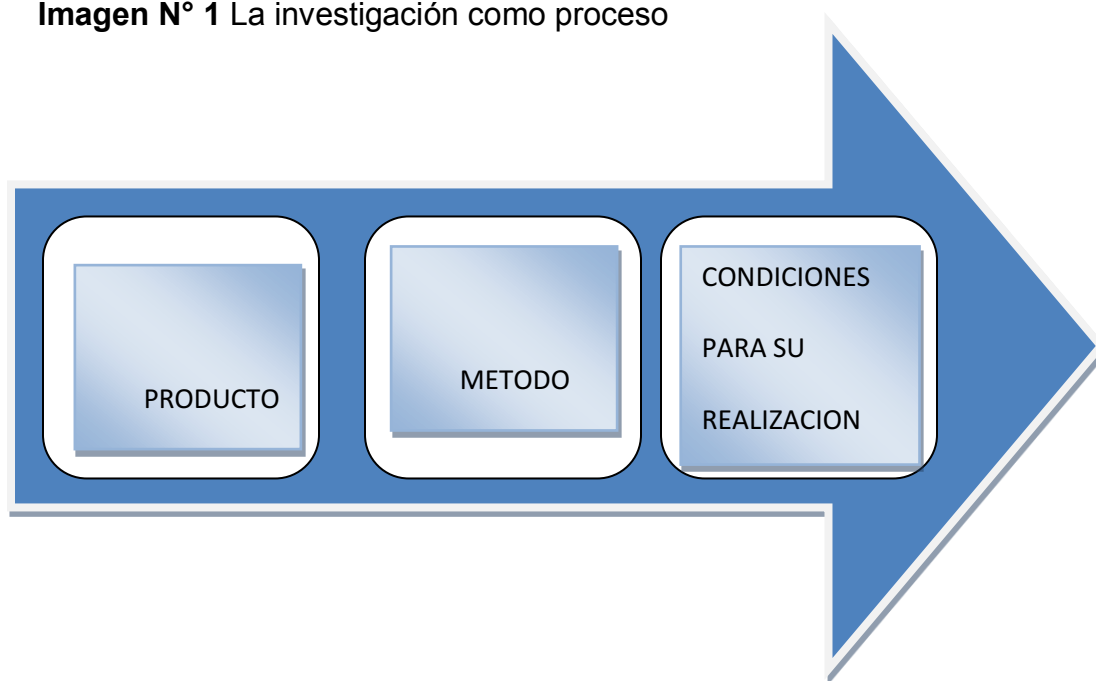 Imagen N° 1 La investigación como proceso
PRODUCTO
METODO
CONDICIONES
PARA SU
REALIZACION